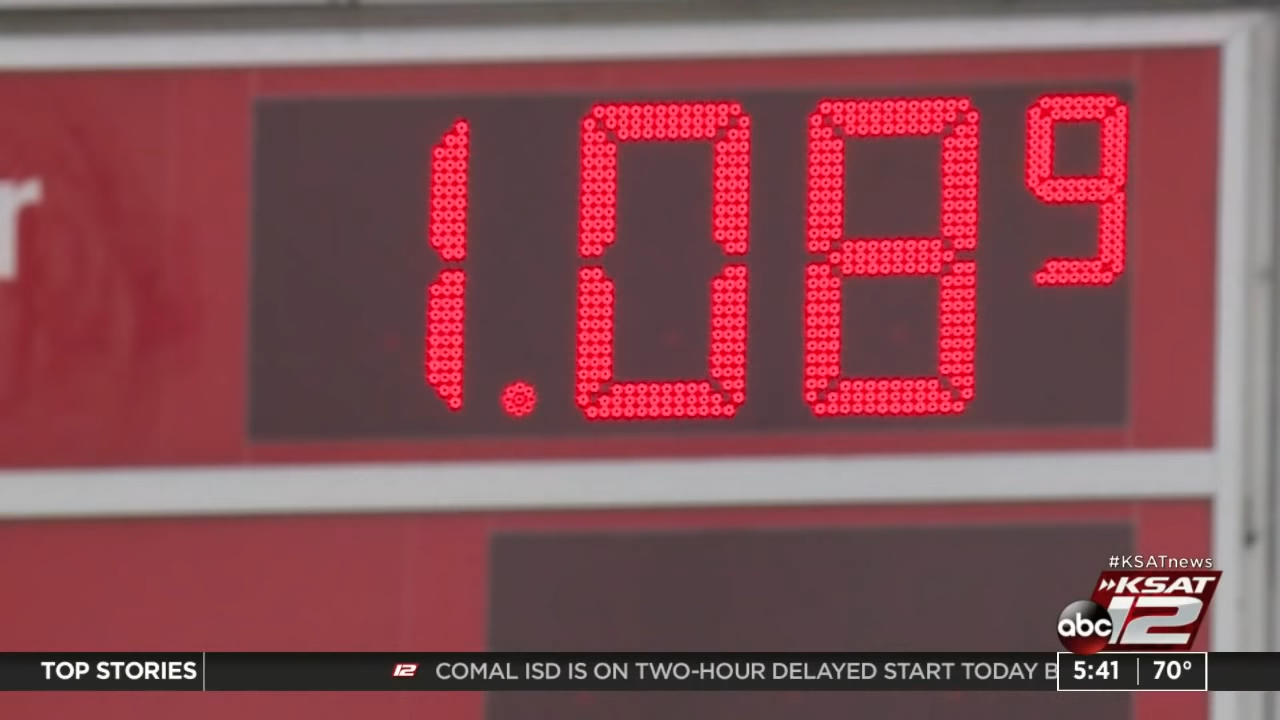 r
1.089
#KSATnews
KSAT
abc 12
TOP STORIES 12 COMAL ISD IS ON TWO-HOUR DELAYED START TODAY B 5:41 70°